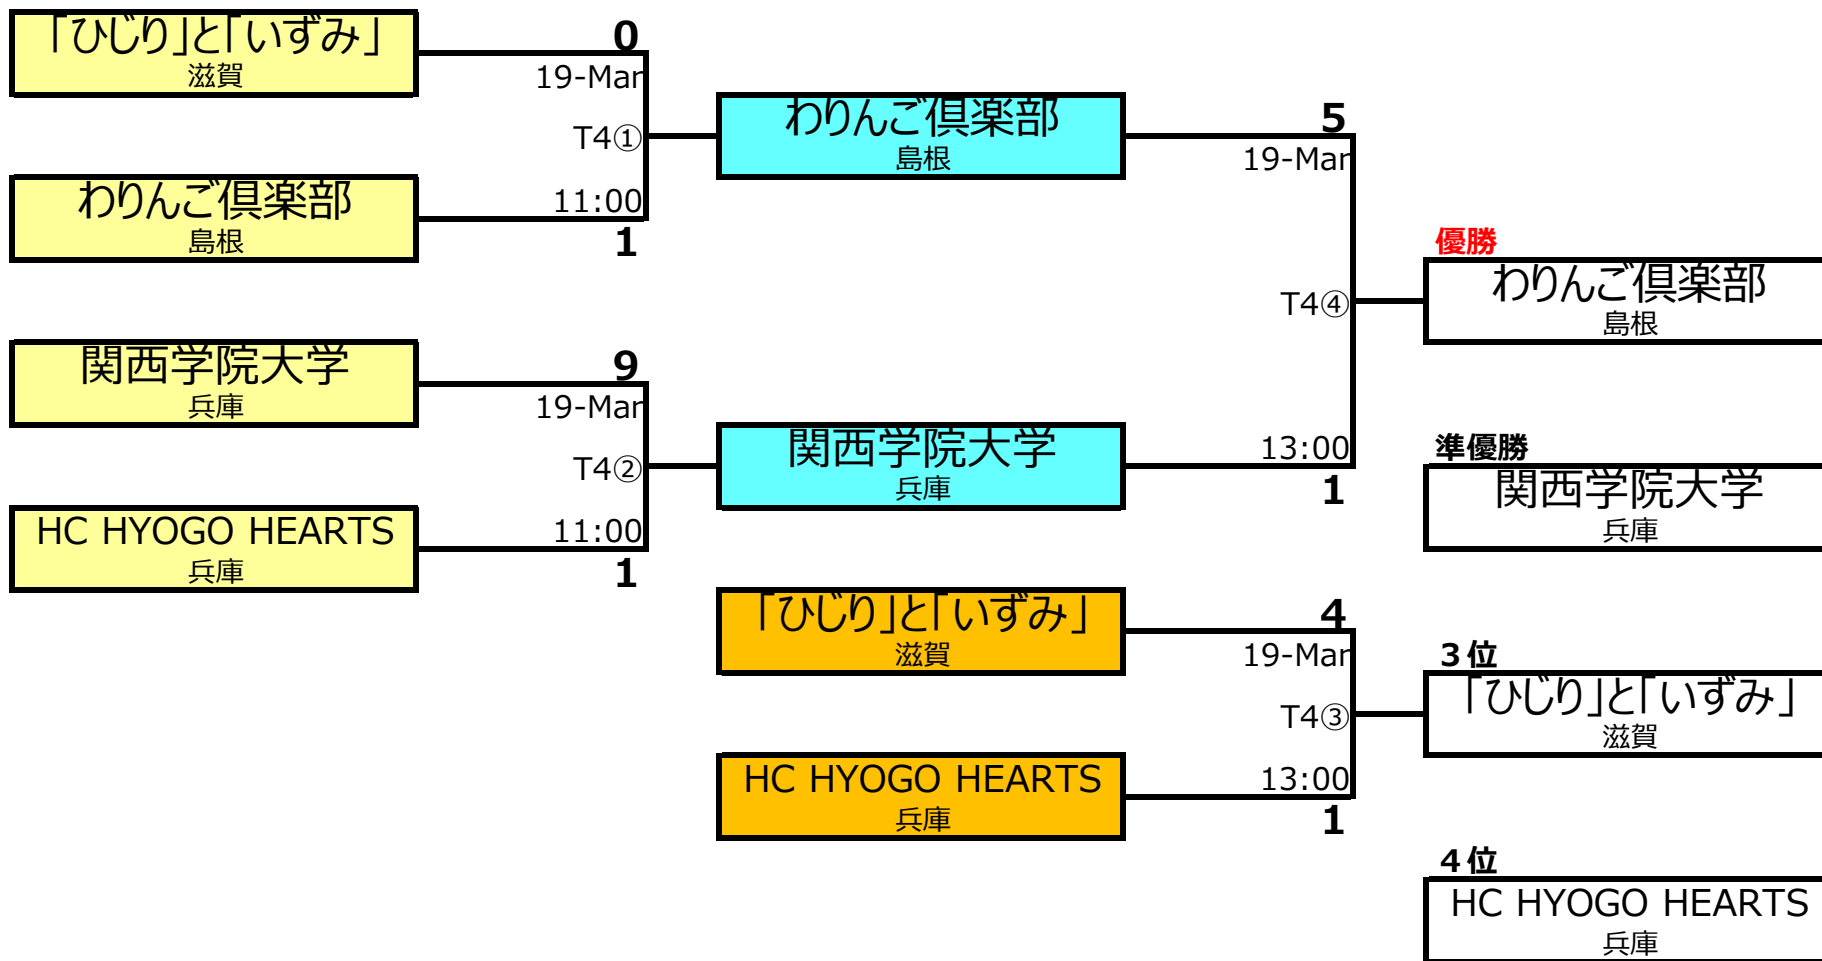 「ひじり」と「いずみ」
滋賀
0
19-Mar
T4①
わりんご倶楽部
島根
11:00
1
関西学院大学
兵庫
9
19-Mar
T4②
HC HYOGO HEARTS
兵庫
11:00
1
わりんご倶楽部
島根
5
19-Mar
T4④
関西学院大学
兵庫
13:00
1
「ひじり」と「いずみ」
滋賀
4
19-Mar
T4③
HC HYOGO HEARTS
兵庫
13:00
1
優勝
わりんご倶楽部
島根
準優勝
関西学院大学
兵庫
3位
「ひじり」と「いずみ」
滋賀
4位
HC HYOGO HEARTS
兵庫